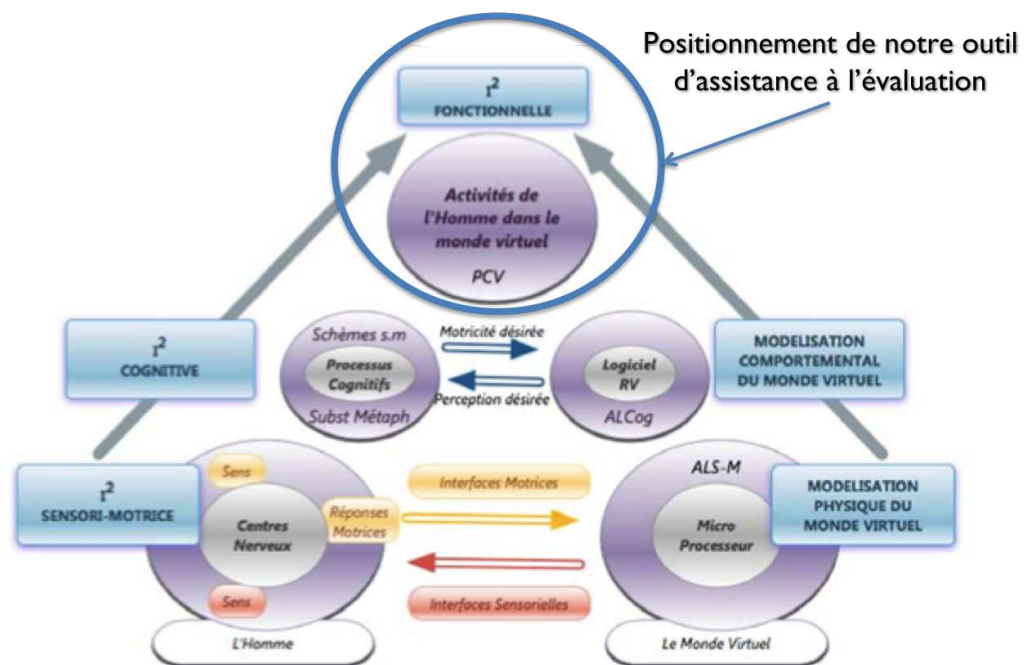 Positionnement de notre outil
d'assistance à l'évaluation
I²
FONCTIONNELLE
Activités de
l'Homme dans le
monde virtuel
PCV
I²
COGNITIVE
Schèmes s.m
Processus
Cognitifs
Subst Métaph
Motricité désirée
Perception désirée
Logiciel
RV
ALCog
MODELISATION
COMPORTEMENTAL
DU MONDE VIRTUEL
I²
SENSORI-MOTRICE
Sens
Centres
Nerveux
Réponses
Motrices
Sens
L'Homme
Interfaces Motrices
Interfaces Sensorielles
ALS-M
Micro
Processeur
MODELISATION
PHYSIQUE DU
MONDE VIRTUEL
Le Monde Virtuel